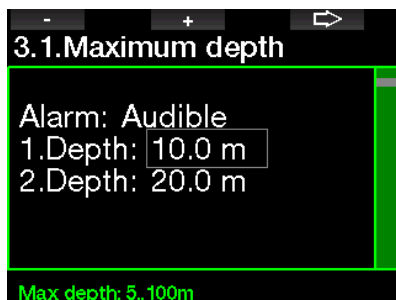 - +
3.1.Maximum depth
Alarm: Audible
1.Depth: 10.0 m
2.Depth: 20.0 m
Max depth: 5..100m